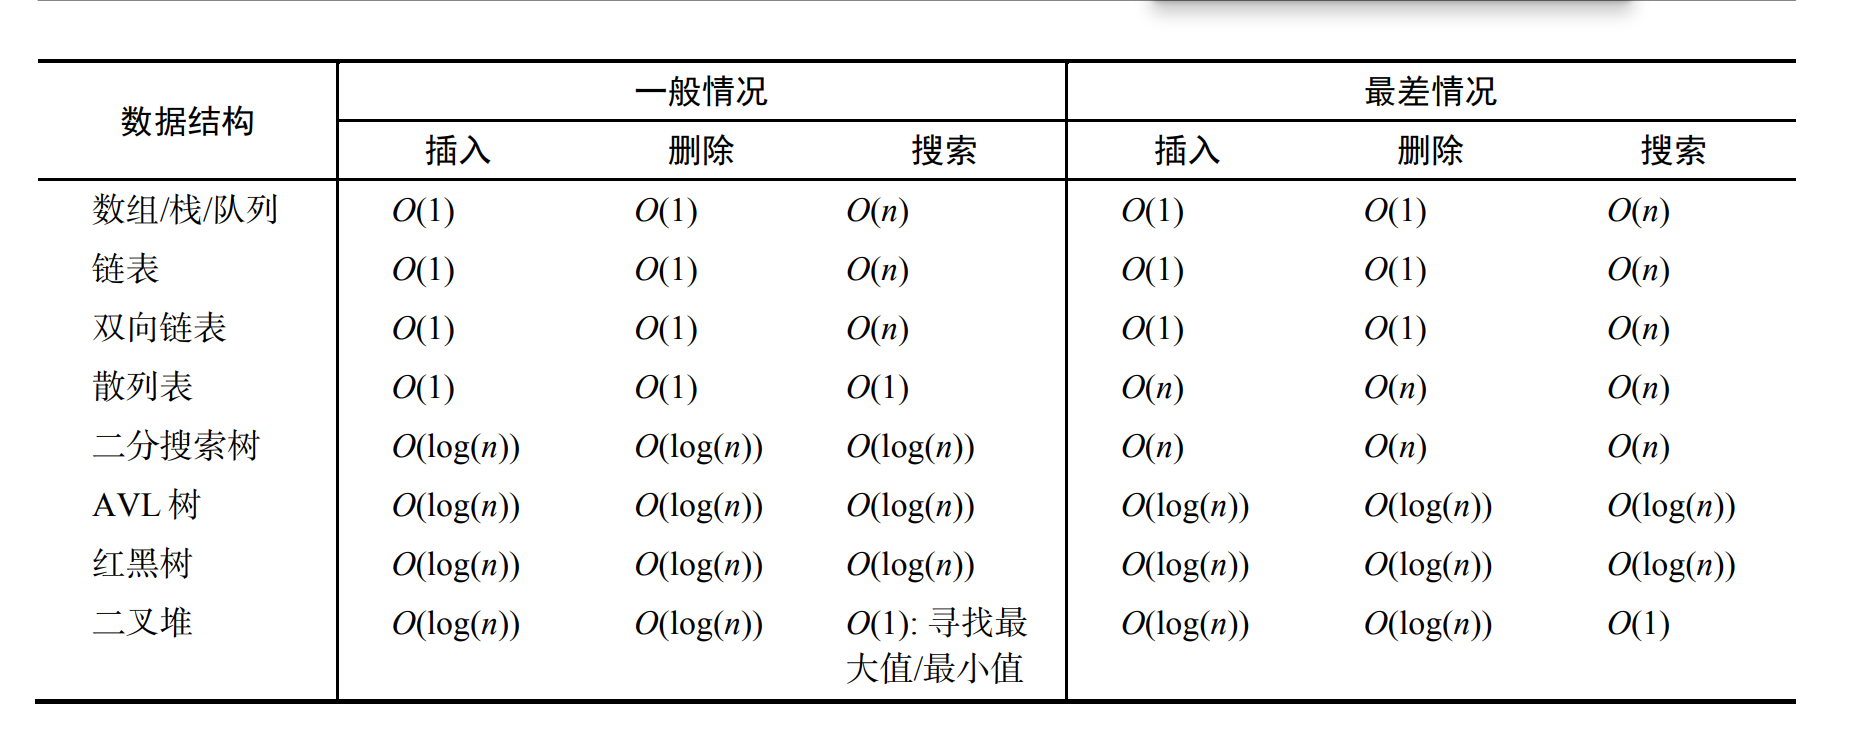 数据结构 一般情况 最差情况
插入 删除 搜索 插入 删除 搜索
数组/栈/队列 O(1) O(1) O(n) O(1) O(1) O(n)
链表 O(1) O(1) O(n) O(1) O(1) O(n)
双向链表 O(1) O(1) O(n) O(1) O(1) O(n)
散列表 O(1) O(1) O(1) O(n) O(n) O(n)
二分搜索树 O(log(n)) O(log(n)) O(log(n)) O(n) O(n) O(n)
AVL 树 O(log(n)) O(log(n)) O(log(n)) O(log(n)) O(log(n)) O(log(n))
红黑树 O(log(n)) O(log(n)) O(log(n)) O(log(n)) O(log(n)) O(log(n))
二叉堆 O(log(n)) O(log(n)) O(1): 寻找最 O(log(n)) O(log(n)) O(1)
大值/最小值